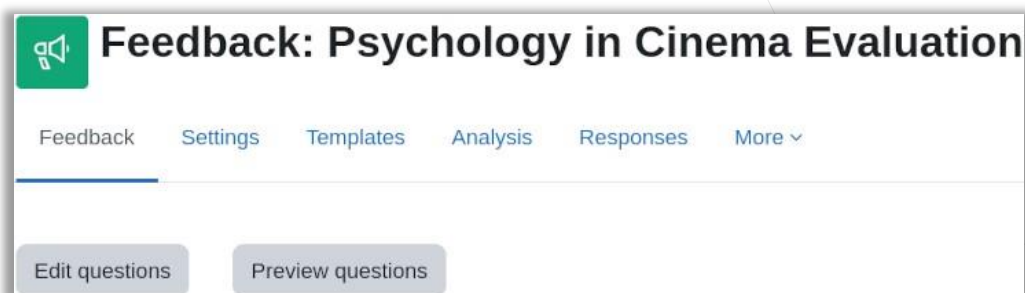 Feedback: Psychology in Cinema Evaluation
Feedback Settings Templates Analysis Responses More
Edit questions Preview questions